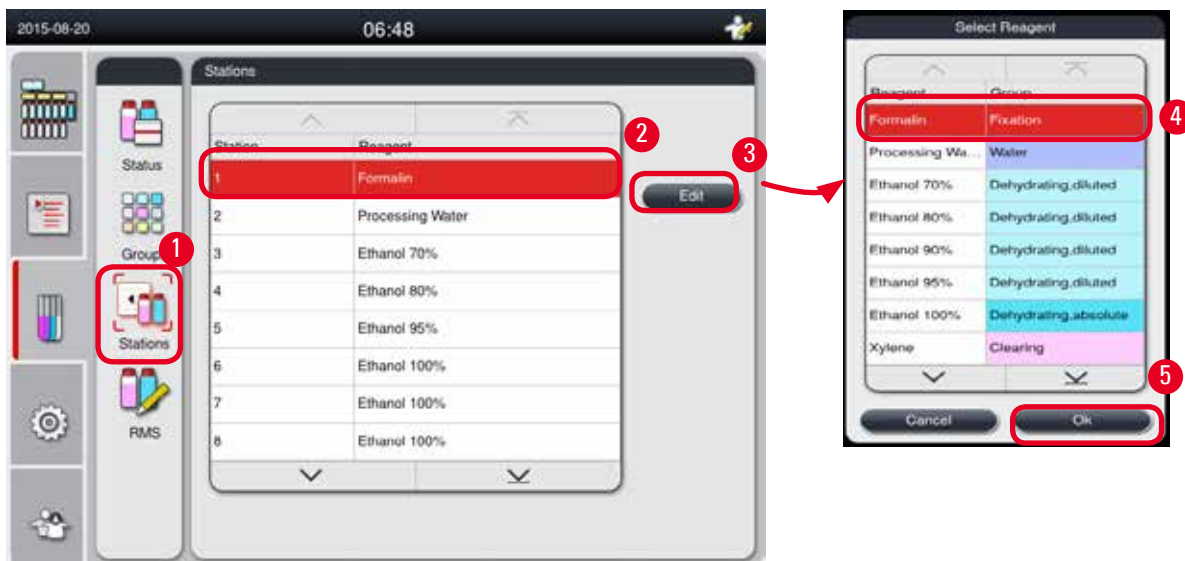 2015-08-20 06:48
Status
Group
Stations
RMS
Stations
Station Reagent
1 Formalin
2 Processing Water
3 Ethanol 70%
4 Ethanol 80%
5 Ethanol 95%
6 Ethanol 100%
7 Ethanol 100%
8 Ethanol 100%
Edit
1
2
3
Select Reagent
Reagent Group
Formalin Fixation
Processing Wa... Water
Ethanol 70% Dehydrating,diluted
Ethanol 80% Dehydrating,diluted
Ethanol 90% Dehydrating,diluted
Ethanol 95% Dehydrating,diluted
Ethanol 100% Dehydrating,absolute
Xylene Clearing
Cancel Ok
4
5